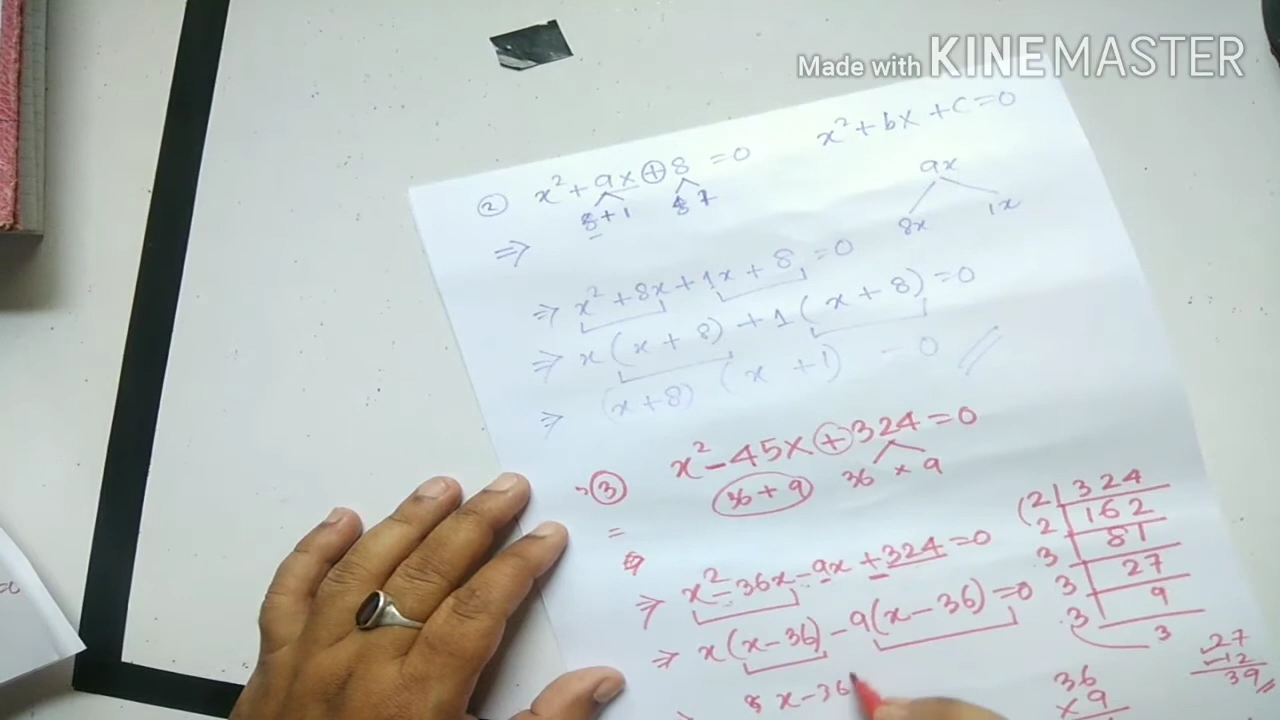 Made with KINEMASTER
x² + bx + c = 0
② x² + 9x ⊕ 8 = 0
8 + 1
9x
8x 1x
⇒
⇒ x² + 8x + 1x + 8 = 0
⇒ x(x + 8) + 1(x + 8) = 0
⇒ (x + 8) (x + 1) = 0 //
③ x² - 45x ⊕ 324 = 0
36 + 9 36 × 9
=
⇒ x² - 36x - 9x + 324 = 0
⇒ x(x - 36) - 9(x - 36) = 0
x - 36
2 | 324
2 | 162
3 | 81
3 | 27
3 | 9
3
36
× 9
27
12
39 //
= 0